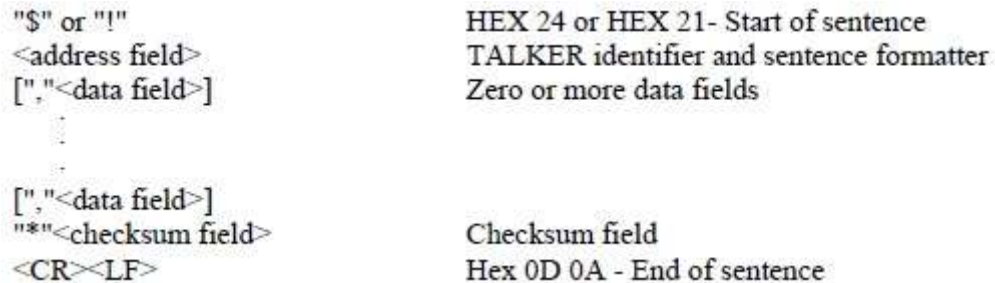 "$" or "!" HEX 24 or HEX 21- Start of sentence
<address field> TALKER identifier and sentence formatter
[","<data field>] Zero or more data fields
.
.
.
[","<data field>]
"*"<checksum field> Checksum field
<CR><LF> Hex 0D 0A - End of sentence